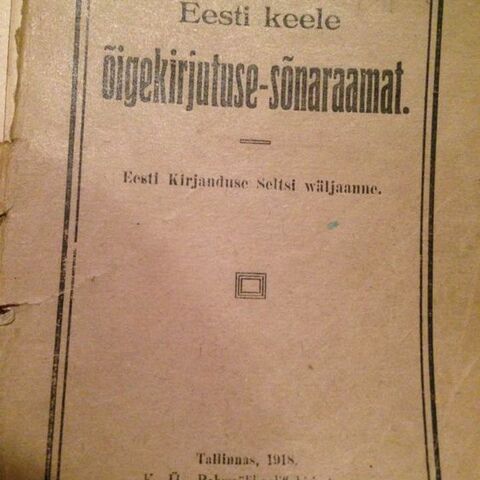 Eesti keele
õigekirjutuse-sõnaraamat.
Eesti Kirjanduse Seltsi wäljaanne.
Tallinnas, 1918.
K. Ü.